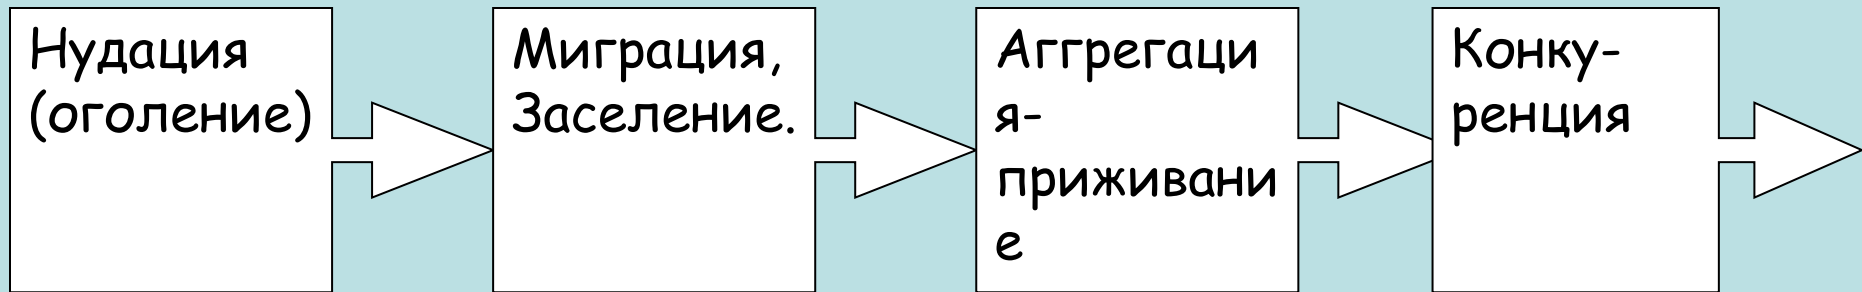 Нудация
(оголение)
Миграция,
Заселение.
Аггрегаци
я-
приживани
е
Конку-
ренция